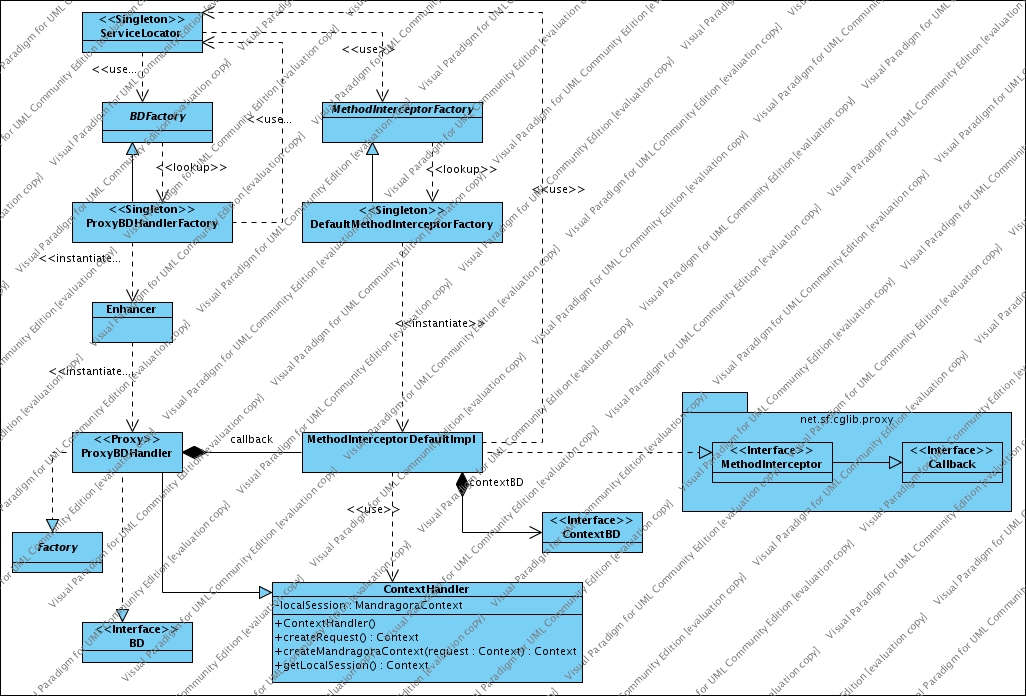 <<Singleton>>
ServiceLocator
<<use...
<<use>>
BDFactory
MethodInterceptorFactory
<<use...
<<lookup>>
<<lookup>>
<<use>>
<<Singleton>>
ProxyBDHandlerFactory
<<Singleton>>
DefaultMethodInterceptorFactory
<<instantiate...
Enhancer
<<instantiate>>
<<instantiate...
<<Proxy>>
ProxyBDHandler
callback
MethodInterceptorDefaultImpl
net.sf.cglib.proxy
<<Interface>>
MethodInterceptor
<<Interface>>
Callback
contextBD
<<use>>
<<Interface>>
ContextBD
Factory
ContextHandler
-localSession : MandragoraContext
+ContextHandler()
+createRequest() : Context
+createMandragoraContext(request : Context) : Context
+getLocalSession() : Context
<<Interface>>
BD
Visual Paradigm for UML Community Edition [evaluation copy]